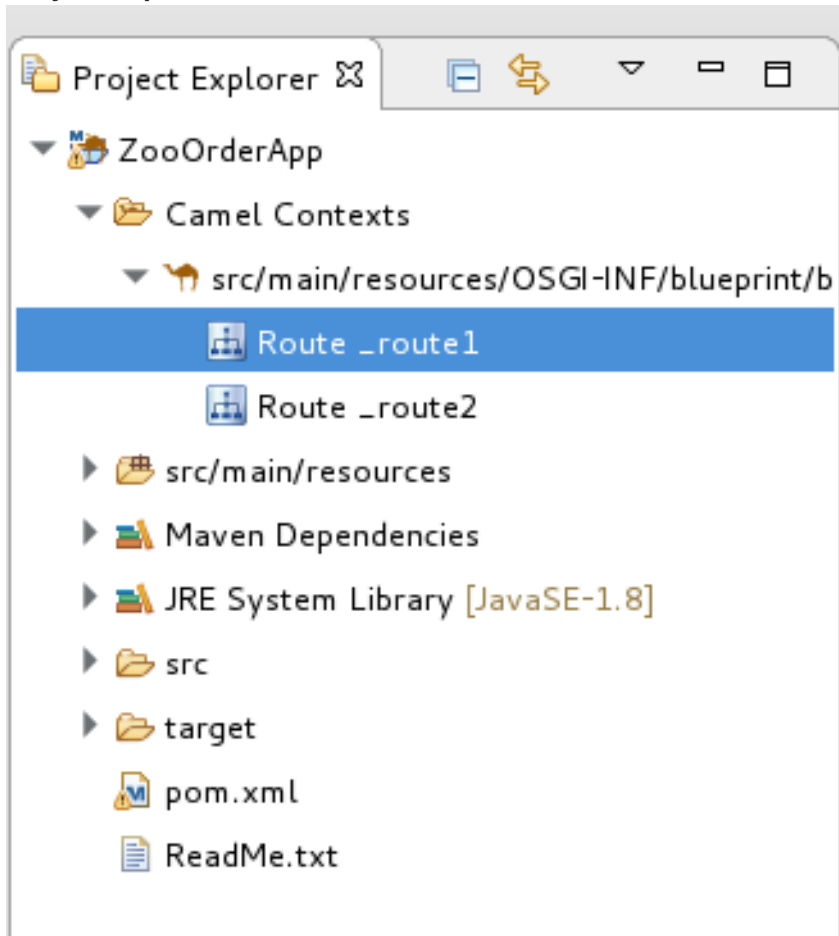 Project Explorer
ZooOrderApp
Camel Contexts
src/main/resources/OSGI-INF/blueprint/b
Route _route1
Route _route2
src/main/resources
Maven Dependencies
JRE System Library [JavaSE-1.8]
src
target
pom.xml
ReadMe.txt